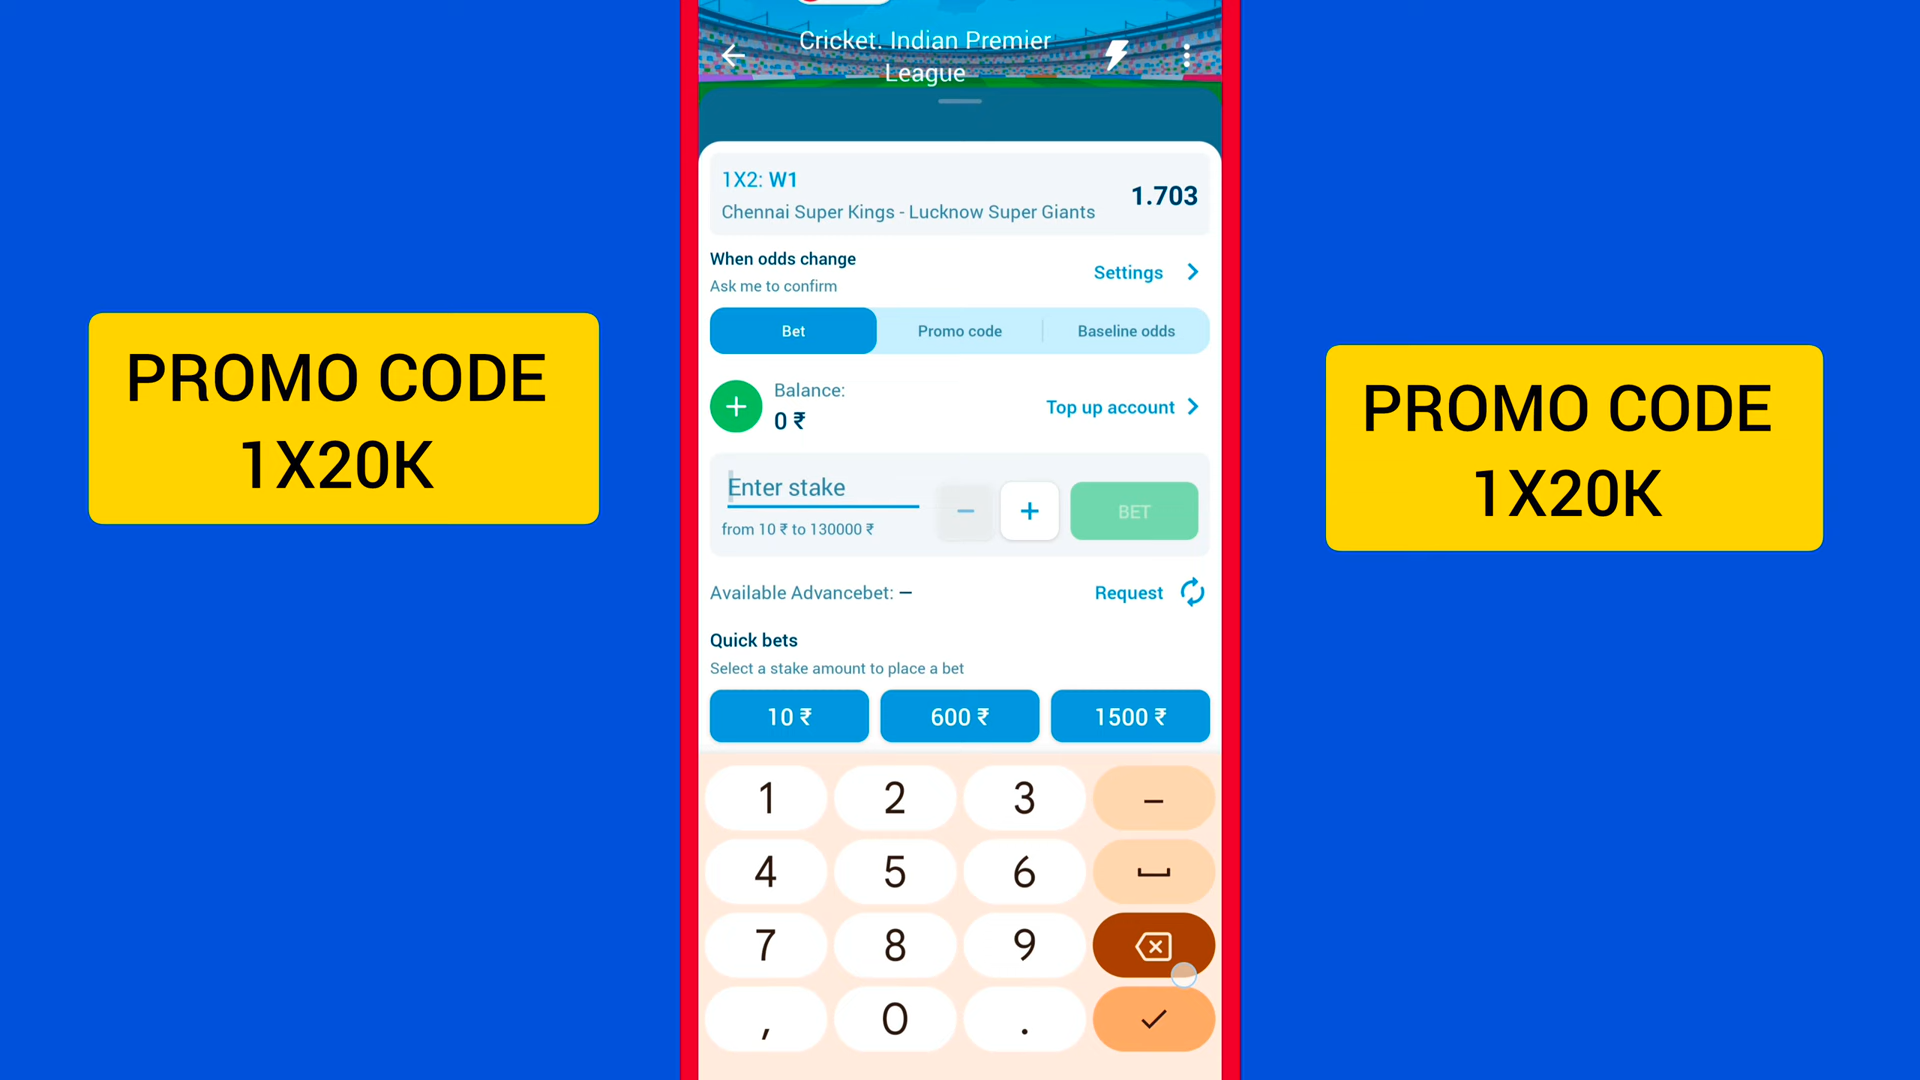 PROMO CODE
1X20K
Cricket. Indian Premier
League
1X2: W1
1.703
Chennai Super Kings - Lucknow Super Giants
When odds change
Settings
Ask me to confirm
Bet
Promo code
Baseline odds
Balance:
0 ₹
Top up account
Enter stake
BET
from 10 ₹ to 130000 ₹
Available Advancebet: –
Request
Quick bets
Select a stake amount to place a bet
10 ₹
600 ₹
1500 ₹
1 2 3 –
4 5 6
7 8 9
, 0 .
PROMO CODE
1X20K